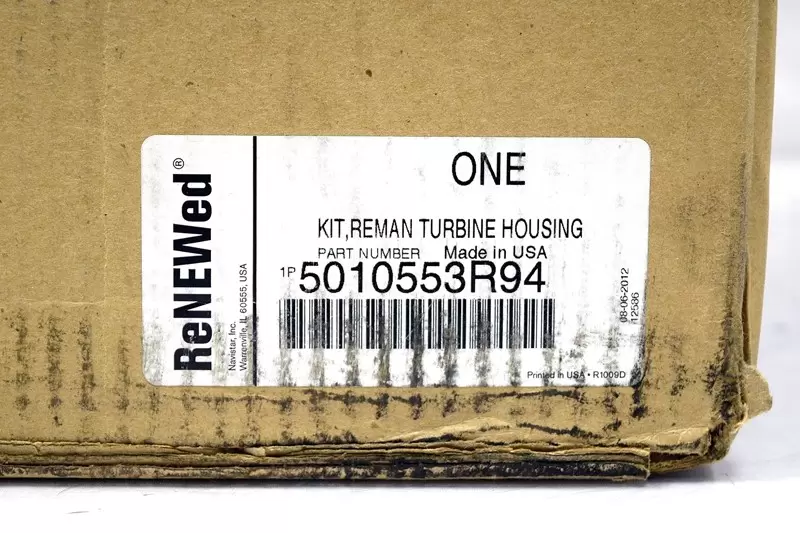 ReNEWed®
Navistar, Inc.
Warrenville, IL 60555, USA
ONE
KIT,REMAN TURBINE HOUSING
PART NUMBER Made in USA
1P 5010553R94
08-06-2012
12536
Printed in USA • R1009D